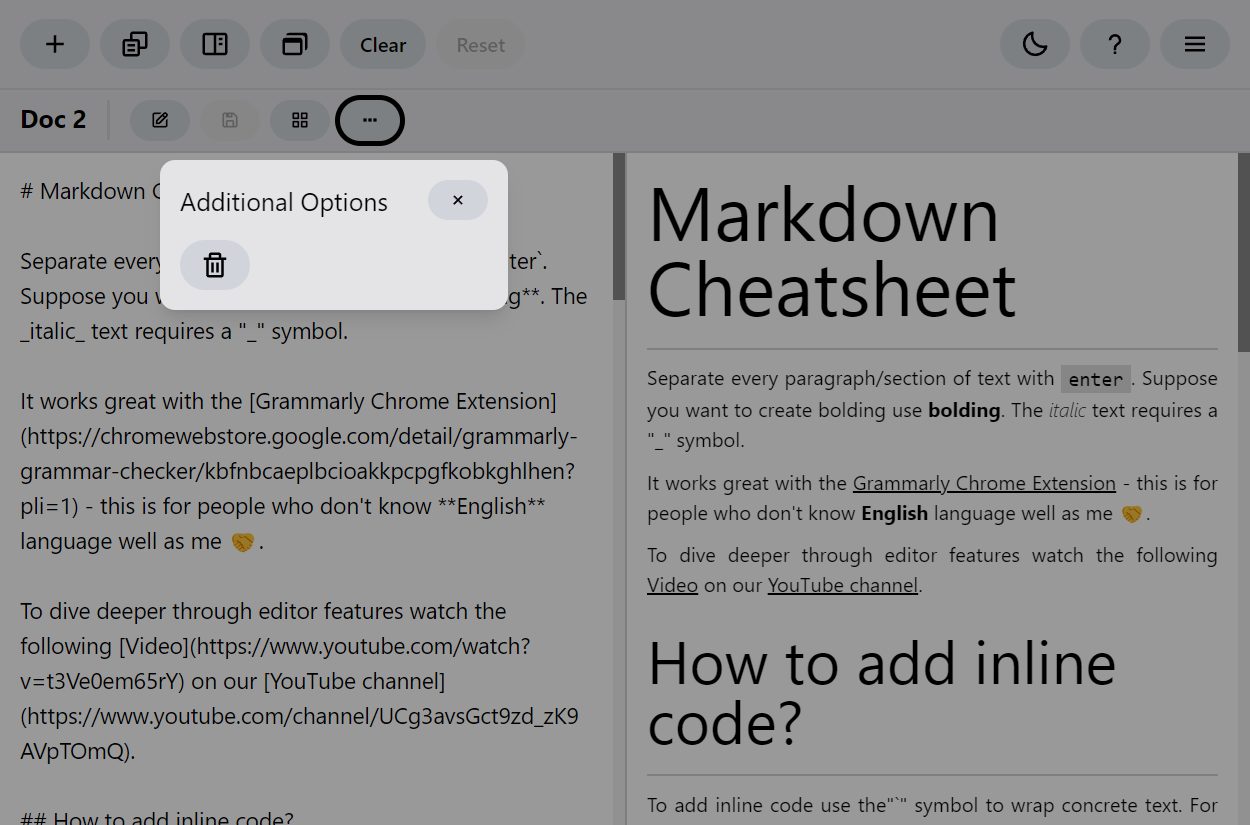 Clear
Reset
?
Doc 2
Additional Options
# Markdown C
Separate every
ter`.
Suppose you
g**. The
_italic_ text requires a "_" symbol.
It works great with the [Grammarly Chrome Extension]
(https://chromewebstore.google.com/detail/grammarly-
grammar-checker/kbfnbcaeplbcioakkpcpgfkobkghlhen?
pli=1) - this is for people who don't know **English**
language well as me 🤝 .
To dive deeper through editor features watch the
following [Video](https://www.youtube.com/watch?
v=t3Ve0em65rY) on our [YouTube channel]
(https://www.youtube.com/channel/UCg3avsGct9zd_zK9
AVpTOmQ).
## How to add inline code?
Markdown
Cheatsheet
Separate every paragraph/section of text with enter. Suppose
you want to create bolding use bolding. The italic text requires a
"_" symbol.
It works great with the Grammarly Chrome Extension - this is for
people who don't know English language well as me 🤝 .
To dive deeper through editor features watch the following
Video on our YouTube channel.
How to add inline
code?
To add inline code use the"`" symbol to wrap concrete text. For